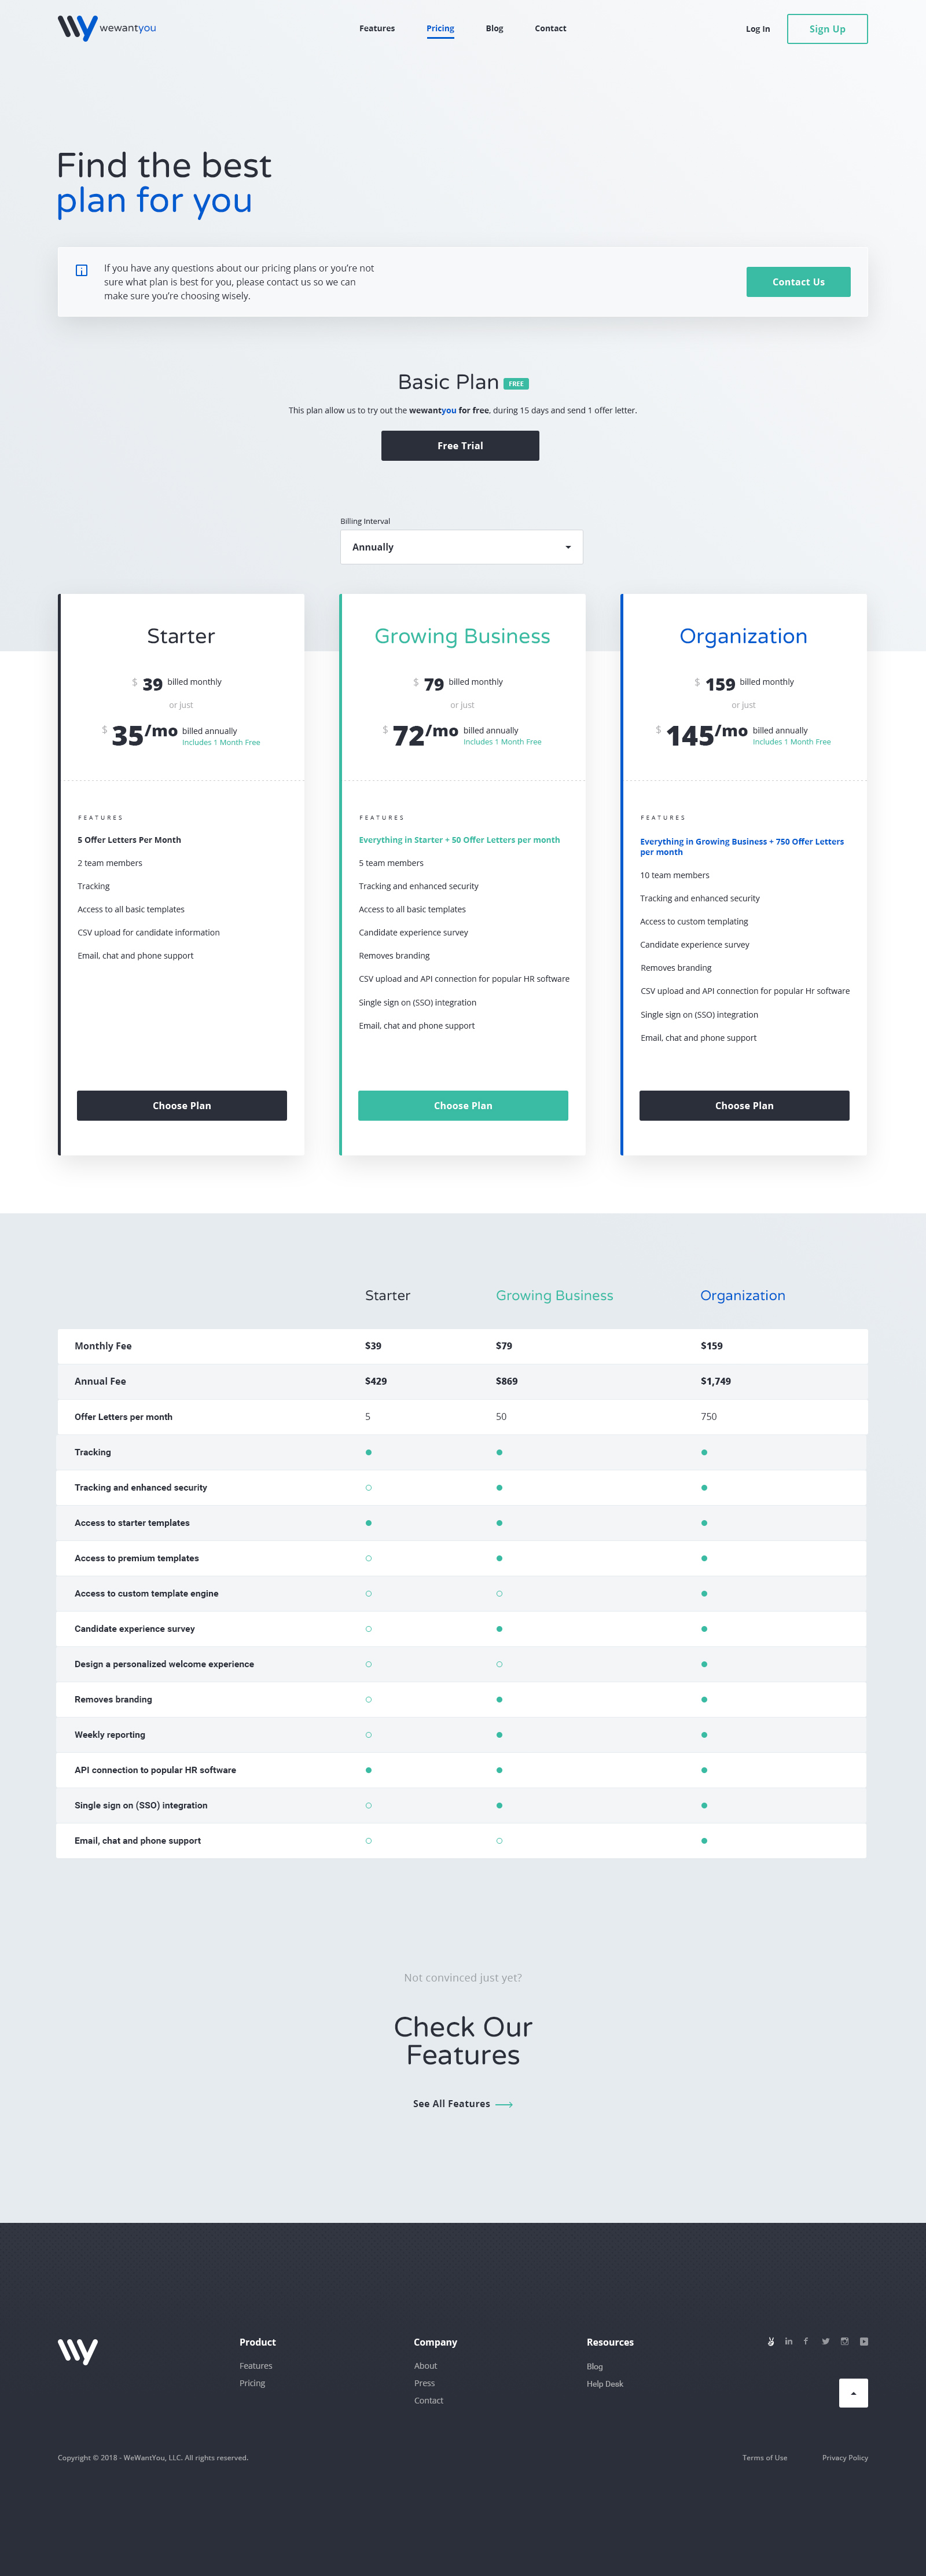 wewantyou
Features Pricing Blog Contact
Log In Sign Up
Find the best
plan for you
If you have any questions about our pricing plans or you’re not
sure what plan is best for you, please contact us so we can
make sure you’re choosing wisely.
Contact Us
Basic Plan FREE
This plan allow us to try out the wewantyou for free, during 15 days and send 1 offer letter.
Free Trial
Billing Interval
Annually
Starter
$ 39 billed monthly
or just
$ 35/mo billed annually
Includes 1 Month Free
FEATURES
5 Offer Letters Per Month
2 team members
Tracking
Access to all basic templates
CSV upload for candidate information
Email, chat and phone support
Choose Plan
Growing Business
$ 79 billed monthly
or just
$ 72/mo billed annually
Includes 1 Month Free
FEATURES
Everything in Starter + 50 Offer Letters per month
5 team members
Tracking and enhanced security
Access to all basic templates
Candidate experience survey
Removes branding
CSV upload and API connection for popular HR software
Single sign on (SSO) integration
Email, chat and phone support
Choose Plan
Organization
$ 159 billed monthly
or just
$ 145/mo billed annually
Includes 1 Month Free
FEATURES
Everything in Growing Business + 750 Offer Letters
per month
10 team members
Tracking and enhanced security
Access to custom templating
Candidate experience survey
Removes branding
CSV upload and API connection for popular Hr software
Single sign on (SSO) integration
Email, chat and phone support
Choose Plan
Starter Growing Business Organization
Monthly Fee $39 $79 $159
Annual Fee $429 $869 $1,749
Offer Letters per month 5 50 750
Tracking
Tracking and enhanced security
Access to starter templates
Access to premium templates
Access to custom template engine
Candidate experience survey
Design a personalized welcome experience
Removes branding
Weekly reporting
API connection to popular HR software
Single sign on (SSO) integration
Email, chat and phone support
Not convinced just yet?
Check Our
Features
See All Features
Product
Features
Pricing
Company
About
Press
Contact
Resources
Blog
Help Desk
Copyright © 2018 - WeWantYou, LLC. All rights reserved.
Terms of Use Privacy Policy